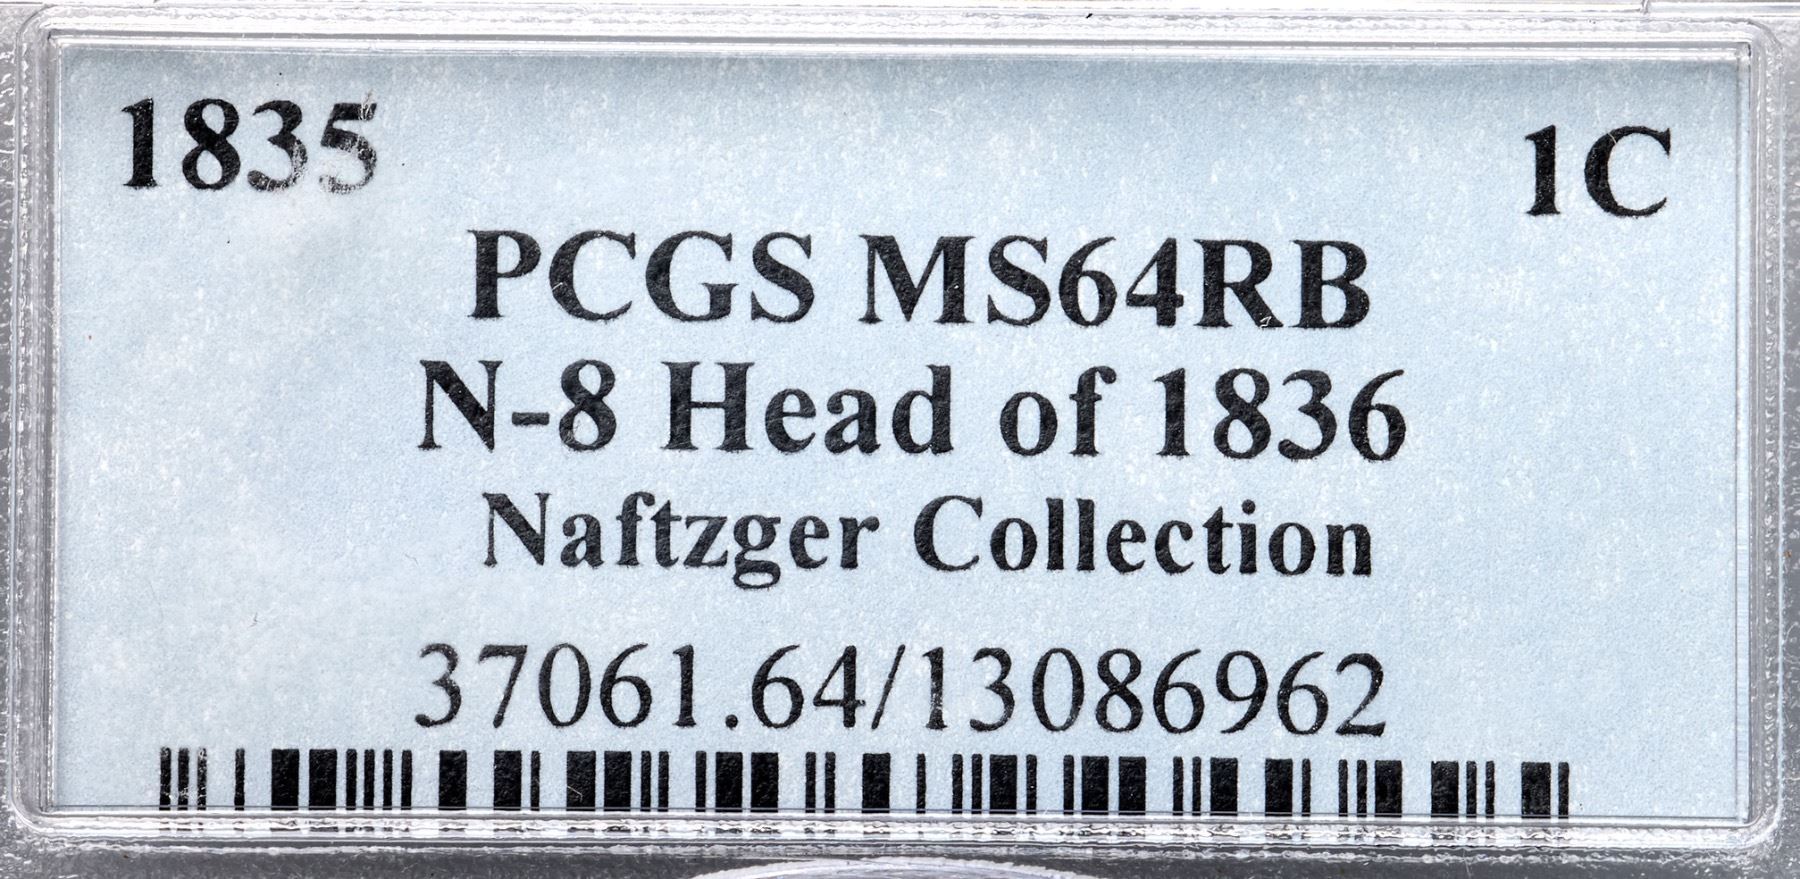 1835 1C
PCGS MS64RB
N-8 Head of 1836
Naftzger Collection
37061.64/13086962